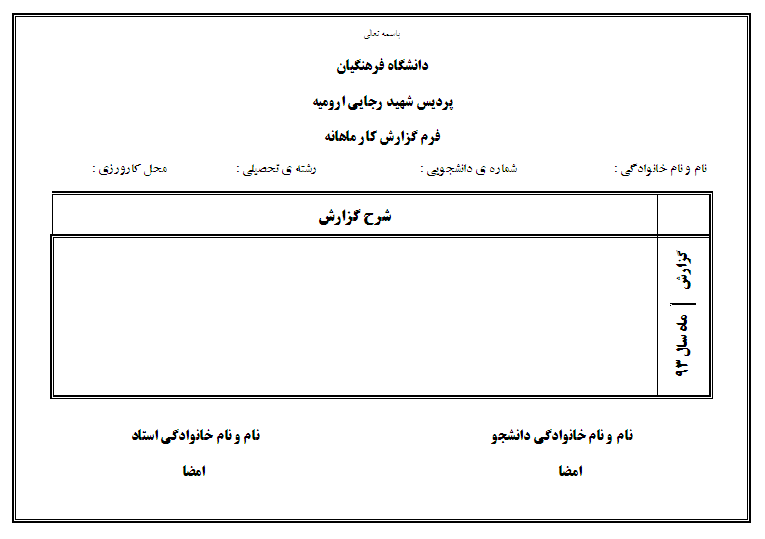 باسمه تعالی
دانشگاه فرهنگیان
پردیس شهید رجایی ارومیه
فرم گزارش کار ماهانه
نام و نام خانوادگی : شماره ی دانشجویی : رشته ی تحصیلی : محل کارورزی :
شرح گزارش
گزارش ماه سال ۹۳
نام و نام خانوادگی دانشجو نام و نام خانوادگی استاد
امضا امضا